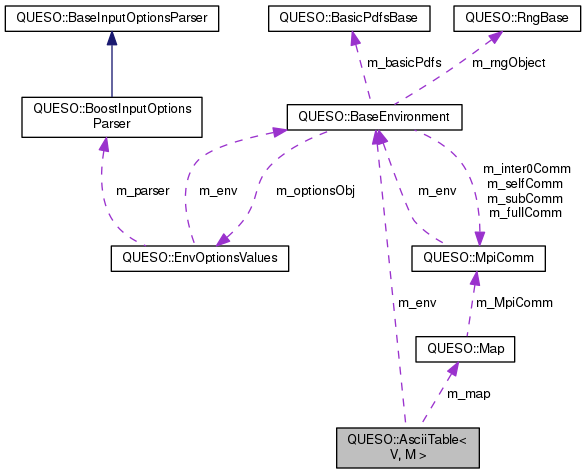 QUESO::BaseInputOptionsParser
QUESO::BasicPdfsBase
QUESO::RngBase
m_basicPdfs
m_rngObject
QUESO::BoostInputOptions
Parser
QUESO::BaseEnvironment
m_parser
m_env
m_optionsObj
m_env
m_inter0Comm
m_selfComm
m_subComm
m_fullComm
QUESO::EnvOptionsValues
QUESO::MpiComm
m_env
m_MpiComm
QUESO::Map
m_map
QUESO::AsciiTable<
V, M >